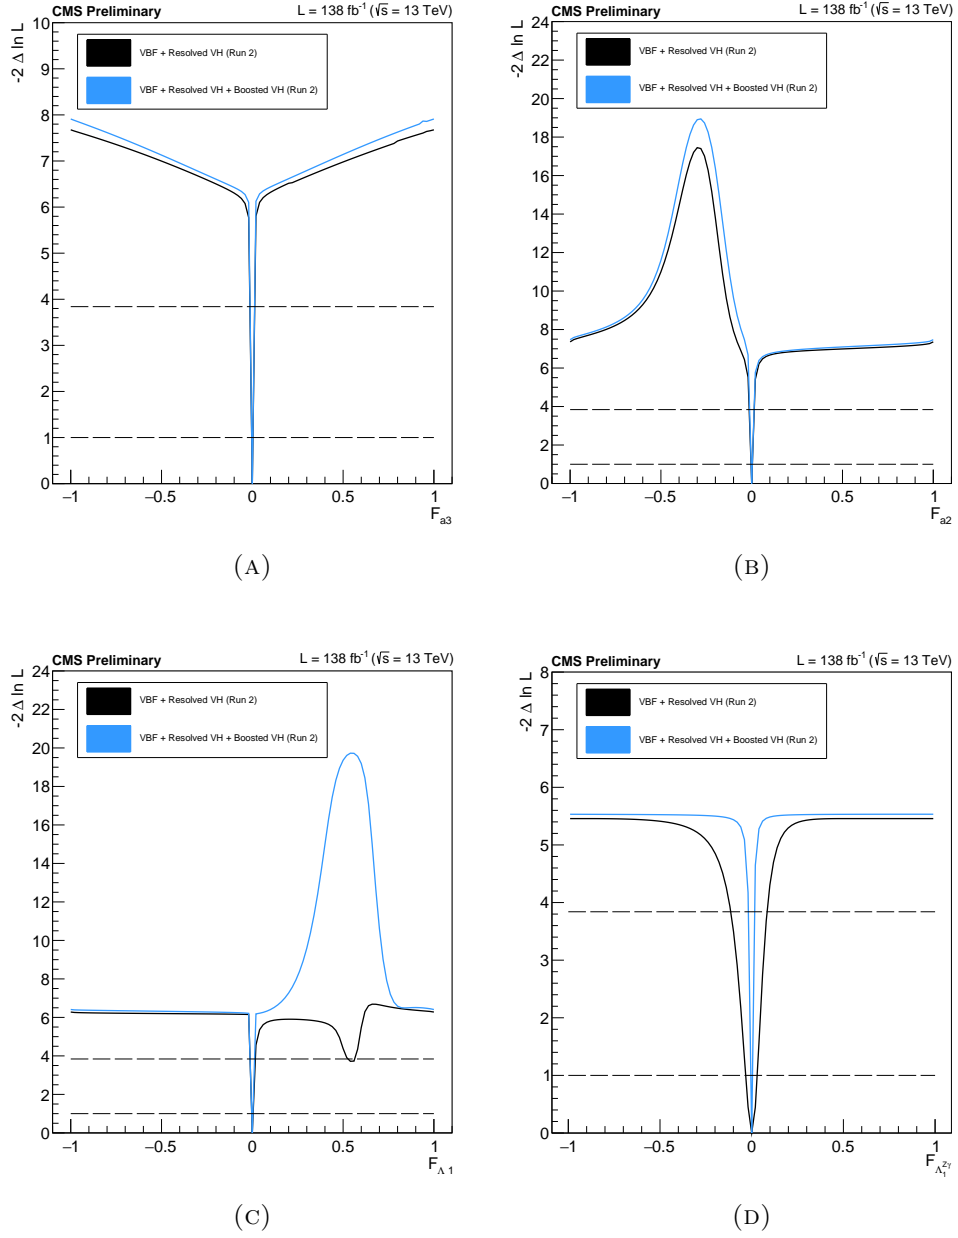 CMS Preliminary L = 138 fb⁻¹ (√s = 13 TeV)
-2 Δ ln L
VBF + Resolved VH (Run 2)
VBF + Resolved VH + Boosted VH (Run 2)
10
9
8
7
6
5
4
3
2
1
0
−1 −0.5 0 0.5 1
F_a3
(A)
CMS Preliminary L = 138 fb⁻¹ (√s = 13 TeV)
-2 Δ ln L
VBF + Resolved VH (Run 2)
VBF + Resolved VH + Boosted VH (Run 2)
24
22
20
18
16
14
12
10
8
6
4
2
0
−1 −0.5 0 0.5 1
F_a2
(B)
CMS Preliminary L = 138 fb⁻¹ (√s = 13 TeV)
-2 Δ ln L
VBF + Resolved VH (Run 2)
VBF + Resolved VH + Boosted VH (Run 2)
24
22
20
18
16
14
12
10
8
6
4
2
0
−1 −0.5 0 0.5 1
F_Λ1
(C)
CMS Preliminary L = 138 fb⁻¹ (√s = 13 TeV)
-2 Δ ln L
VBF + Resolved VH (Run 2)
VBF + Resolved VH + Boosted VH (Run 2)
8
7
6
5
4
3
2
1
0
−1 −0.5 0 0.5 1
F_Λ₁^Zγ
(D)